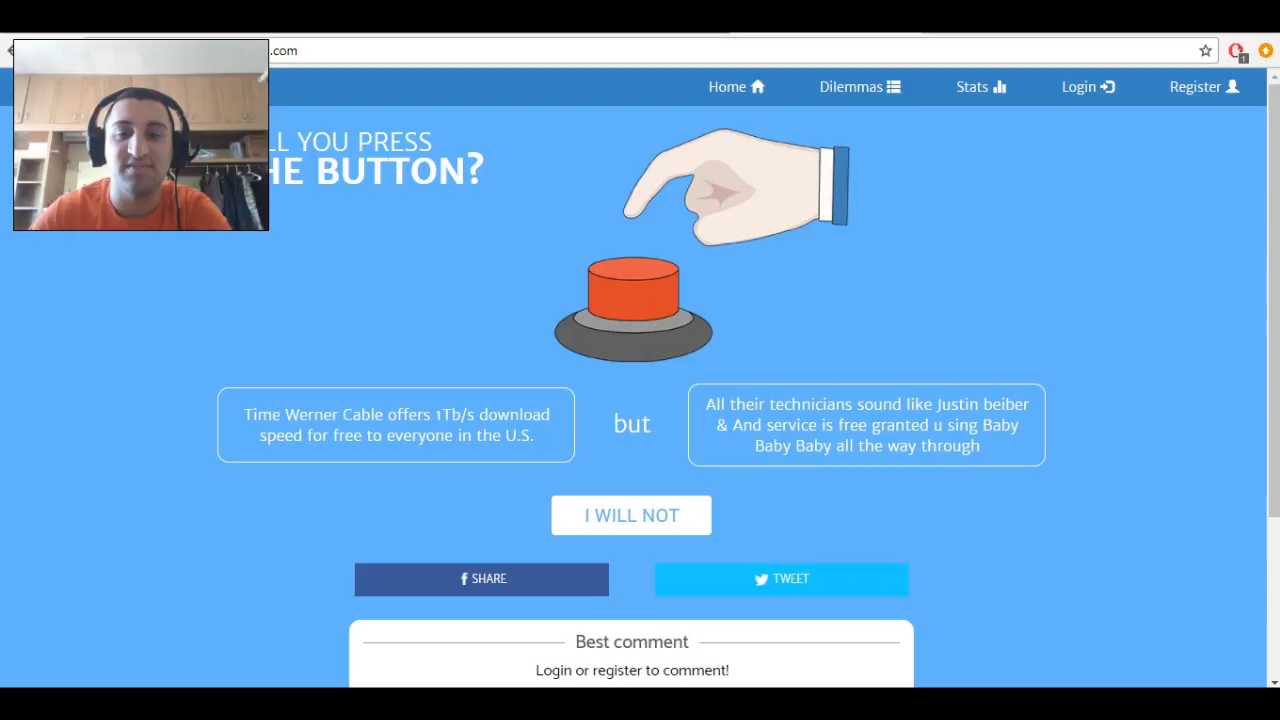 .com
Home
Dilemmas
Stats
Login
Register
LL YOU PRESS
HE BUTTON?
Time Werner Cable offers 1Tb/s download
speed for free to everyone in the U.S.
but
All their technicians sound like Justin beiber
& And service is free granted u sing Baby
Baby Baby all the way through
I WILL NOT
f SHARE
TWEET
Best comment
Login or register to comment!
1